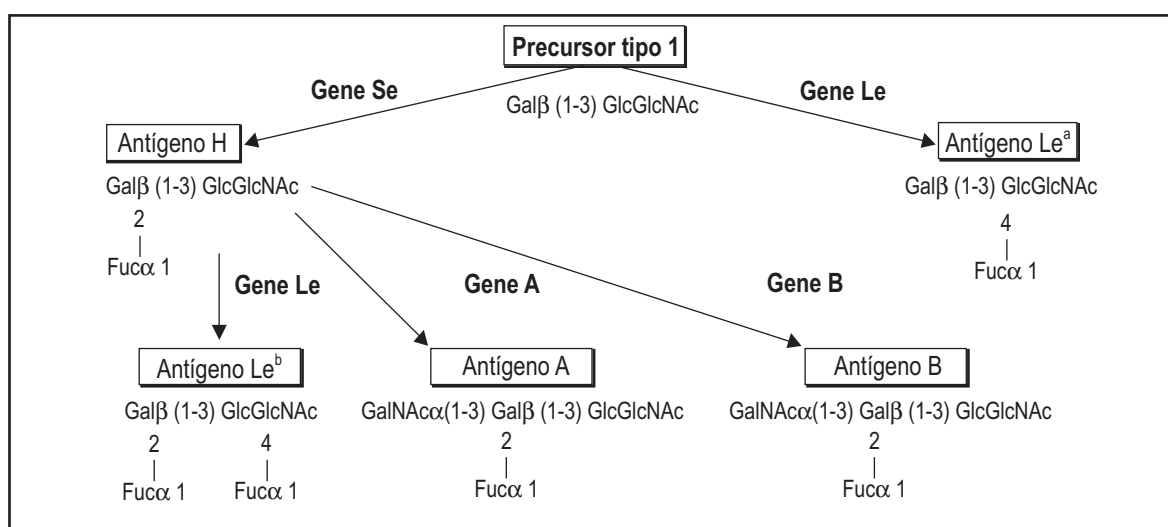 Precursor tipo 1
Gene Se
Gene Le
Galβ (1-3) GlcGlcNAc
Antígeno H
Antígeno Leᵃ
Galβ (1-3) GlcGlcNAc
Galβ (1-3) GlcGlcNAc
2
4
Fucα 1
Fucα 1
Gene Le
Gene A
Gene B
Antígeno Leᵇ
Antígeno A
Antígeno B
Galβ (1-3) GlcGlcNAc
GalNAcα(1-3) Galβ (1-3) GlcGlcNAc
GalNAcα(1-3) Galβ (1-3) GlcGlcNAc
2 4
2
2
Fucα 1 Fucα 1
Fucα 1
Fucα 1